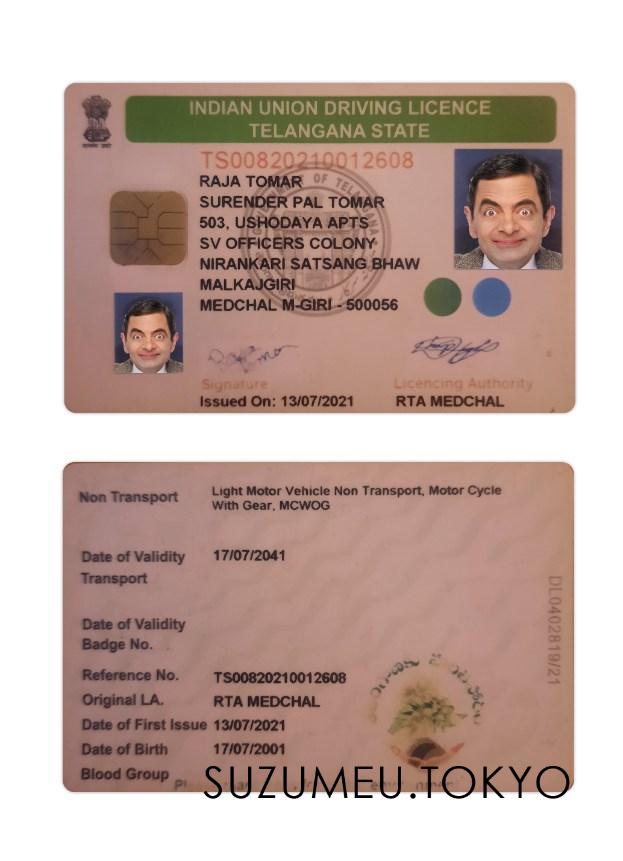 INDIAN UNION DRIVING LICENCE
TELANGANA STATE
TS00820210012608
RAJA TOMAR
SURENDER PAL TOMAR
503, USHODAYA APTS
SV OFFICERS COLONY
NIRANKARI SATSANG BHAW
MALKAJGIRI
MEDCHAL M-GIRI - 500056
Signature
Licencing Authority
Issued On: 13/07/2021
RTA MEDCHAL
Non Transport
Light Motor Vehicle Non Transport, Motor Cycle
With Gear, MCWOG
Date of Validity 17/07/2041
Transport
Date of Validity
Badge No.
Reference No. TS00820210012608
Original LA. RTA MEDCHAL
Date of First Issue 13/07/2021
Date of Birth 17/07/2001
Blood Group
DL0402819/21
SUZUMEU.TOKYO